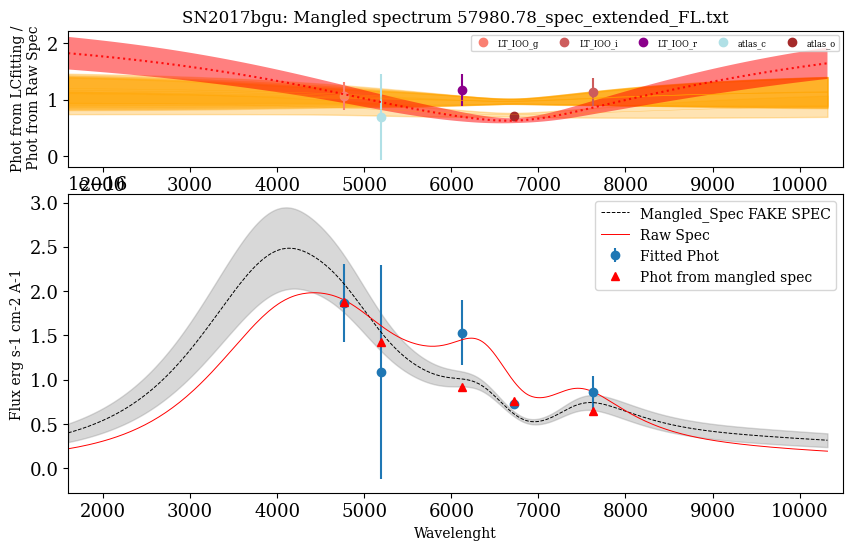 SN2017bgu: Mangled spectrum 57980.78_spec_extended_FL.txt
Phot from LCfitting /
Phot from Raw Spec
2
1
0
LT_IOO_g LT_IOO_i LT_IOO_r atlas_c atlas_o
2000 3000 4000 5000 6000 7000 8000 9000 10000
1e−16
Flux erg s-1 cm-2 A-1
3.0
2.5
2.0
1.5
1.0
0.5
0.0
Mangled_Spec FAKE SPEC
Raw Spec
Fitted Phot
Phot from mangled spec
2000 3000 4000 5000 6000 7000 8000 9000 10000
Wavelenght